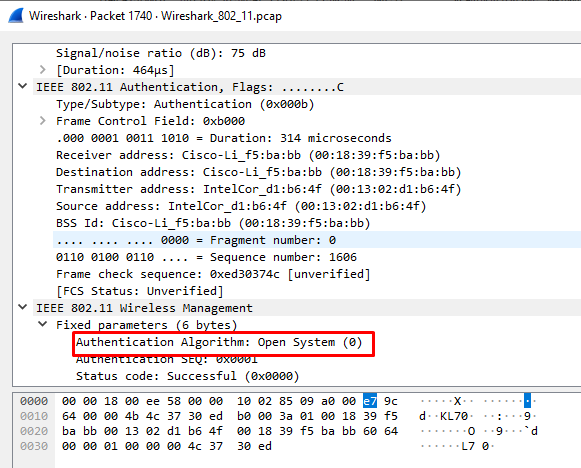 Wireshark · Packet 1740 · Wireshark_802_11.pcap
Signal/noise ratio (dB): 75 dB
[Duration: 464µs]
IEEE 802.11 Authentication, Flags: ........C
Type/Subtype: Authentication (0x000b)
Frame Control Field: 0xb000
.000 0001 0011 1010 = Duration: 314 microseconds
Receiver address: Cisco-Li_f5:ba:bb (00:18:39:f5:ba:bb)
Destination address: Cisco-Li_f5:ba:bb (00:18:39:f5:ba:bb)
Transmitter address: IntelCor_d1:b6:4f (00:13:02:d1:b6:4f)
Source address: IntelCor_d1:b6:4f (00:13:02:d1:b6:4f)
BSS Id: Cisco-Li_f5:ba:bb (00:18:39:f5:ba:bb)
.... .... .... 0000 = Fragment number: 0
0110 0100 0110 .... = Sequence number: 1606
Frame check sequence: 0xed30374c [unverified]
[FCS Status: Unverified]
IEEE 802.11 Wireless Management
Fixed parameters (6 bytes)
Authentication Algorithm: Open System (0)
Authentication SEQ: 0x0001
Status code: Successful (0x0000)
0000 00 00 18 00 ee 58 00 00 10 02 85 09 a0 00 e7 9c ·····X·· ········
0010 64 00 00 4b 4c 37 30 ed b0 00 3a 01 00 18 39 f5 d··KL70· ··:···9·
0020 ba bb 00 13 02 d1 b6 4f 00 18 39 f5 ba bb 60 64 ·······O ··9···`d
0030 00 00 01 00 00 00 4c 37 30 ed ······L7 0·